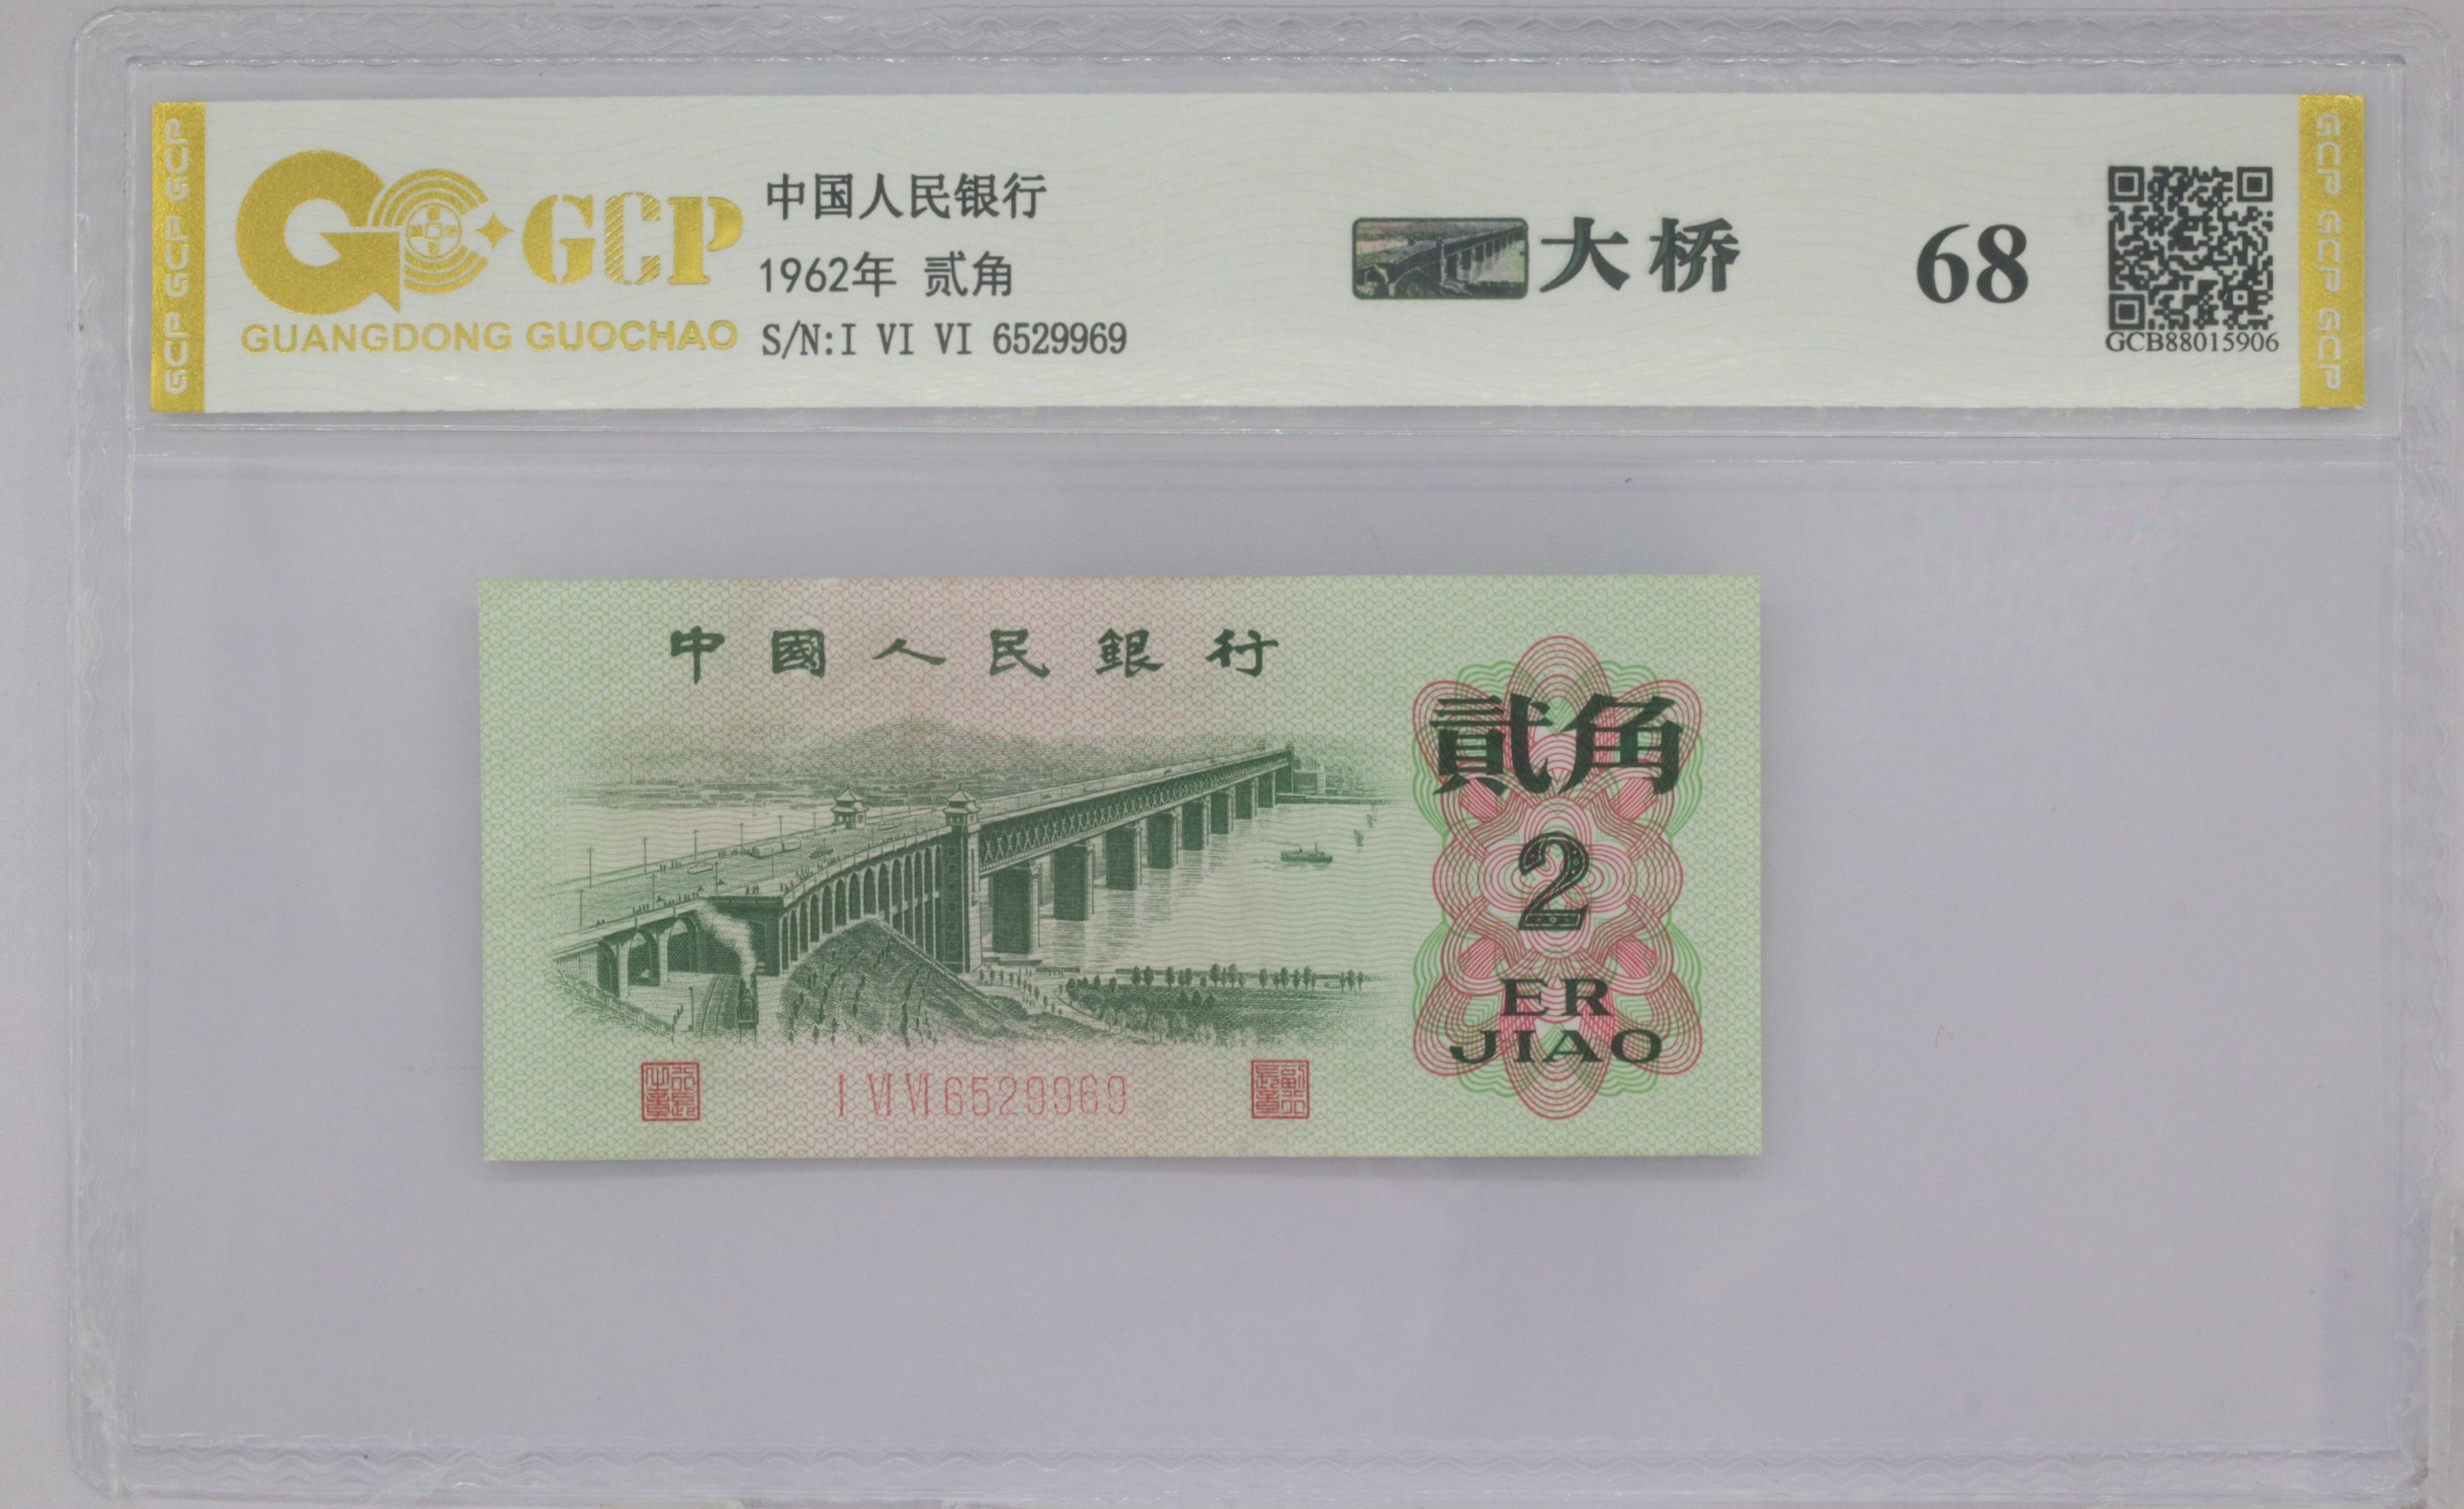 GCP GCP GCP GCP
GCP
GUANGDONG GUOCHAO
中国人民银行
1962年 贰角
S/N:I VI VI 6529969
大桥
68
GCB88015906
GCP GCP GCP GCP
中國人民銀行
貳角
2
ER
JIAO
I VI VI 6529969